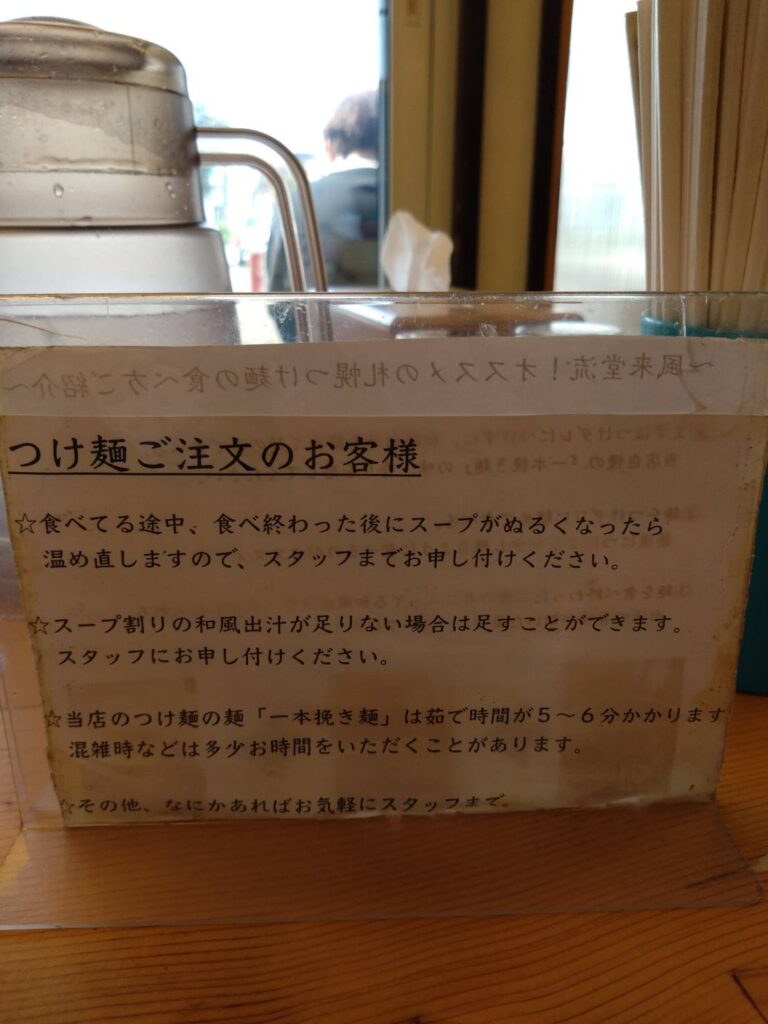 ～風来堂流！オススメの札幌つけ麺の食べ方ご紹介～
つけ麺ご注文のお客様
☆食べてる途中、食べ終わった後にスープがぬるくなったら
温め直しますので、スタッフまでお申し付けください。
☆スープ割りの和風出汁が足りない場合は足すことができます。
スタッフにお申し付けください。
☆当店のつけ麺の麺「一本挽き麺」は茹で時間が５～６分かかります
混雑時などは多少お時間をいただくことがあります。
☆その他、なにかあればお気軽にスタッフまで。